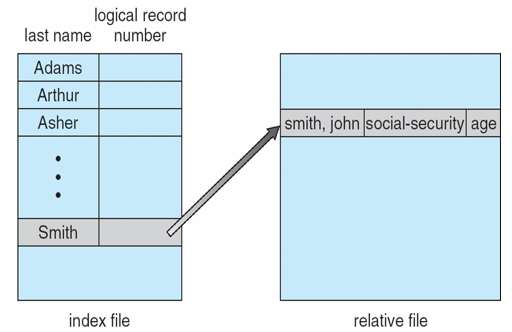 last name
logical record number
Adams
Arthur
Asher
Smith
index file
smith, john social-security age
relative file